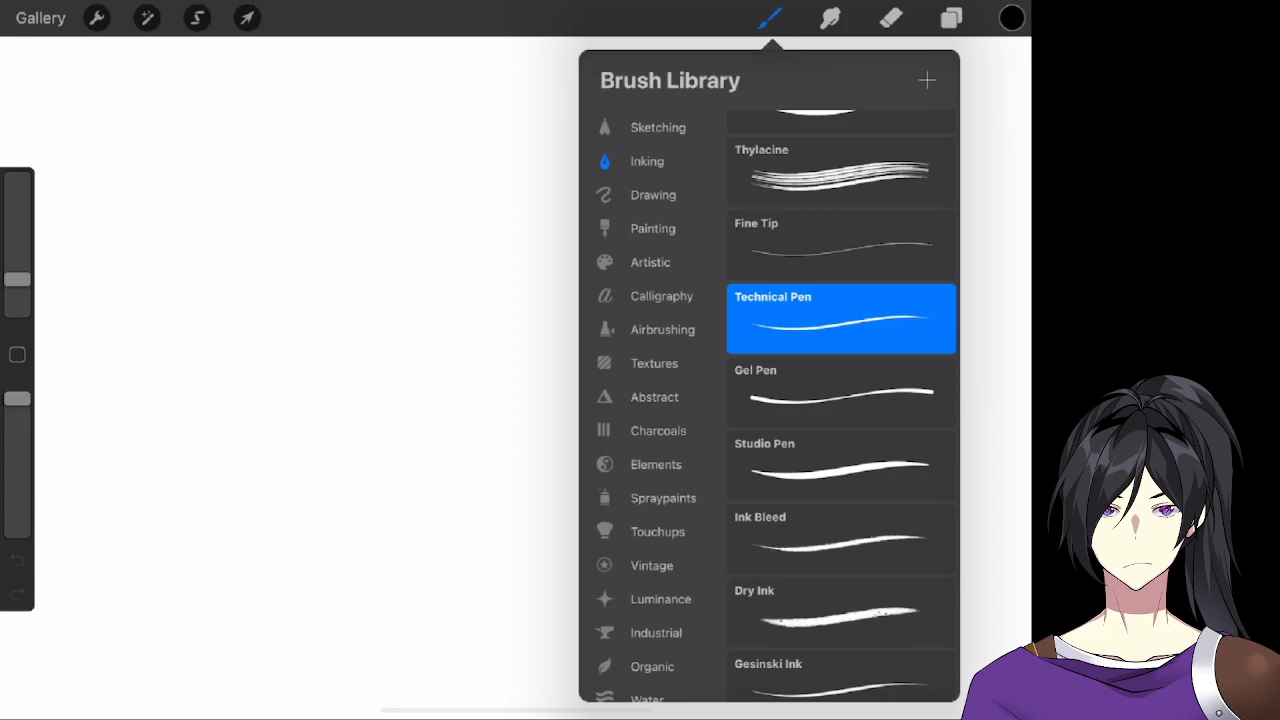 Gallery
Brush Library
Sketching
Inking
Drawing
Painting
Artistic
Calligraphy
Airbrushing
Textures
Abstract
Charcoals
Elements
Spraypaints
Touchups
Vintage
Luminance
Industrial
Organic
Water
Thylacine
Fine Tip
Technical Pen
Gel Pen
Studio Pen
Ink Bleed
Dry Ink
Gesinski Ink